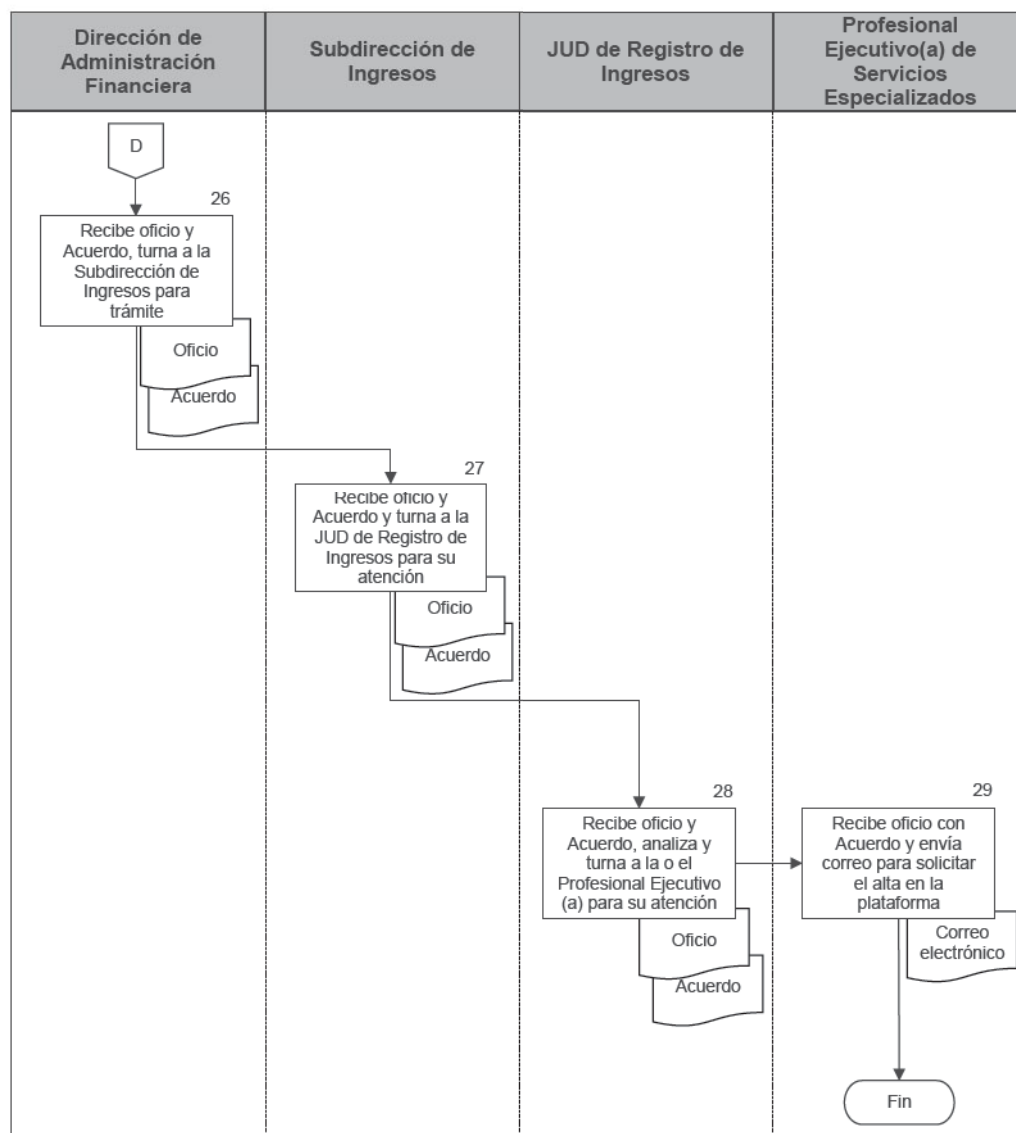 Dirección de
Administración
Financiera
Subdirección de
Ingresos
JUD de Registro de
Ingresos
Profesional
Ejecutivo(a) de
Servicios
Especializados
D
26
Recibe oficio y
Acuerdo, turna a la
Subdirección de
Ingresos para
trámite
Oficio
Acuerdo
27
Recibe oficio y
Acuerdo y turna a la
JUD de Registro de
Ingresos para su
atención
Oficio
Acuerdo
28
Recibe oficio y
Acuerdo, analiza y
turna a la o el
Profesional Ejecutivo
(a) para su atención
Oficio
Acuerdo
29
Recibe oficio con
Acuerdo y envía
correo para solicitar
el alta en la
plataforma
Correo
electrónico
Fin